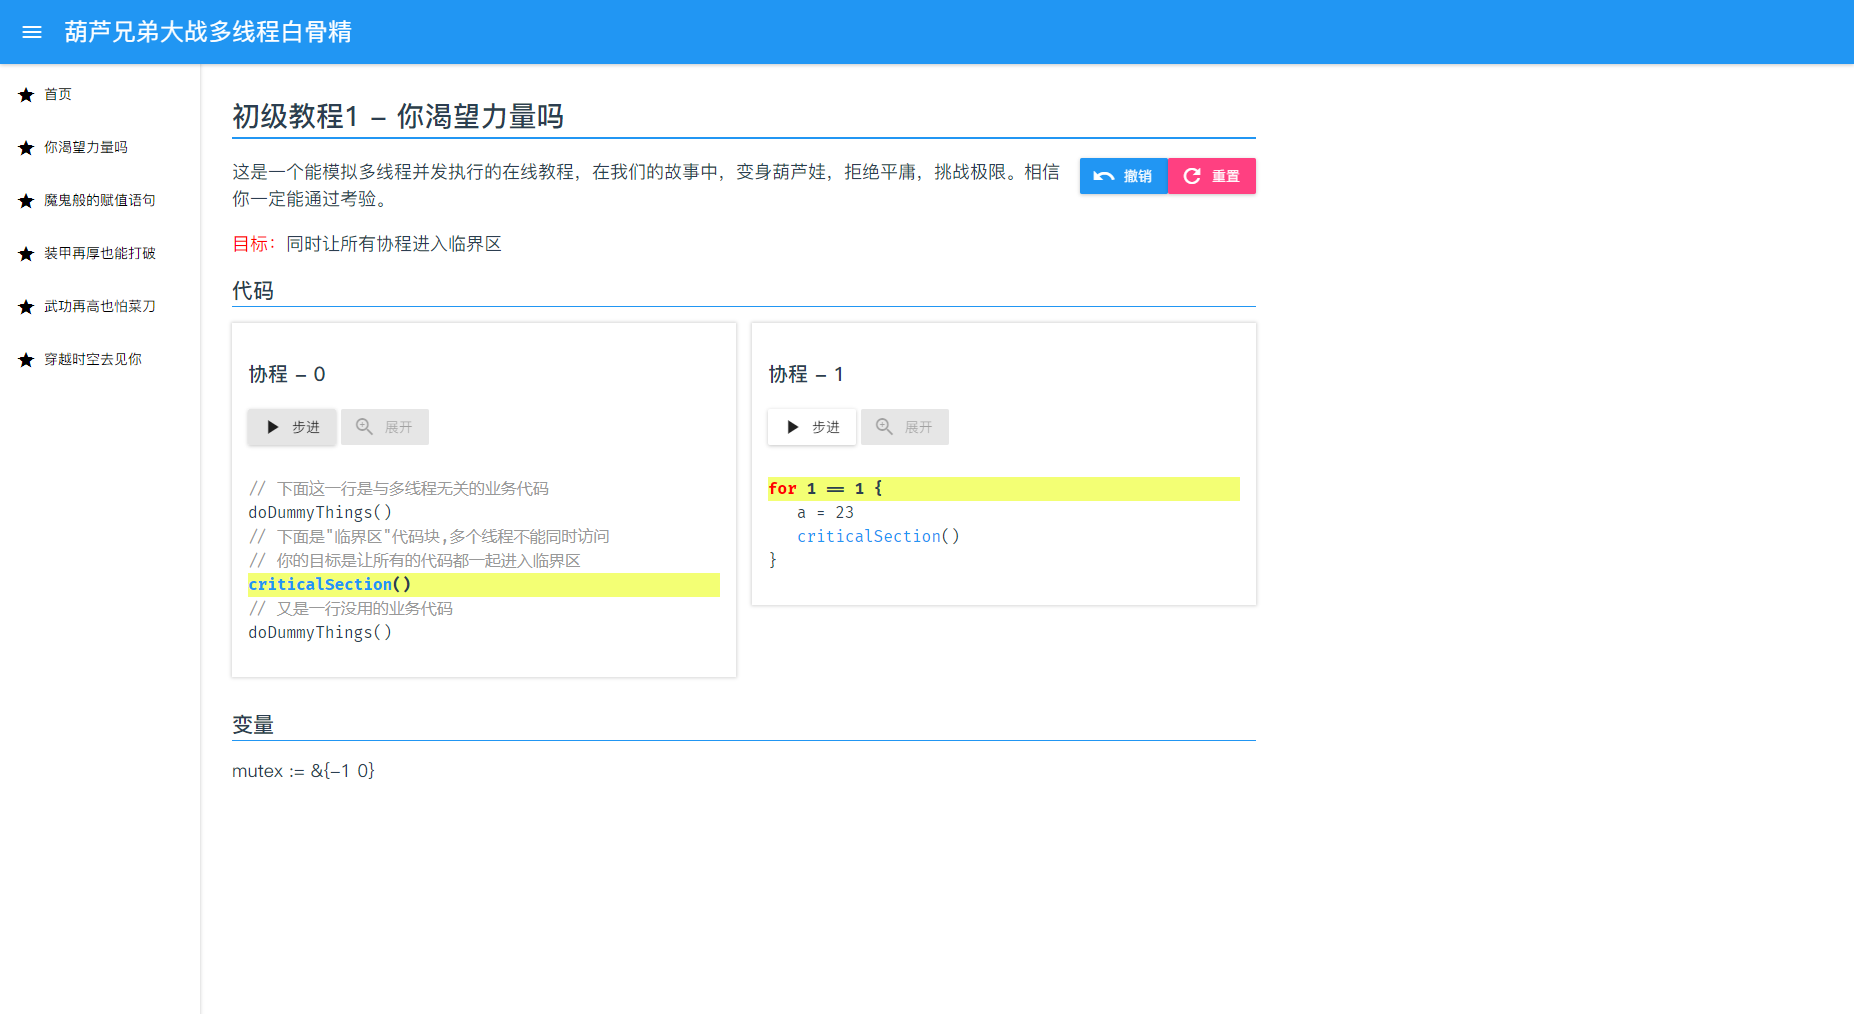 葫芦兄弟大战多线程白骨精
首页
你渴望力量吗
魔鬼般的赋值语句
装甲再厚也能打破
武功再高也怕菜刀
穿越时空去见你
初级教程1 – 你渴望力量吗
这是一个能模拟多线程并发执行的在线教程，在我们的故事中，变身葫芦娃，拒绝平庸，挑战极限。相信
你一定能通过考验。
撤销
重置
目标：同时让所有协程进入临界区
代码
协程 – 0
步进
展开
// 下面这一行是与多线程无关的业务代码
doDummyThings()
// 下面是"临界区"代码块,多个线程不能同时访问
// 你的目标是让所有的代码都一起进入临界区
criticalSection()
// 又是一行没用的业务代码
doDummyThings()
协程 – 1
步进
展开
for 1 == 1 {
a = 23
criticalSection()
}
变量
mutex := &{-1 0}